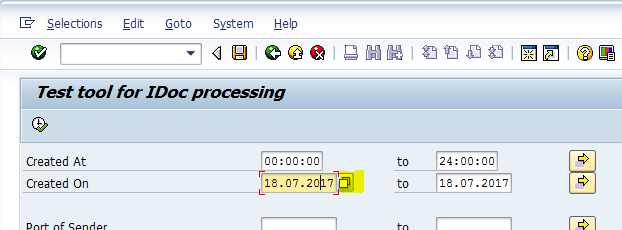 Selections Edit Goto System Help
Test tool for IDoc processing
Created At 00:00:00 to 24:00:00
Created On 18.07.2017 to 18.07.2017
Port of Sender to